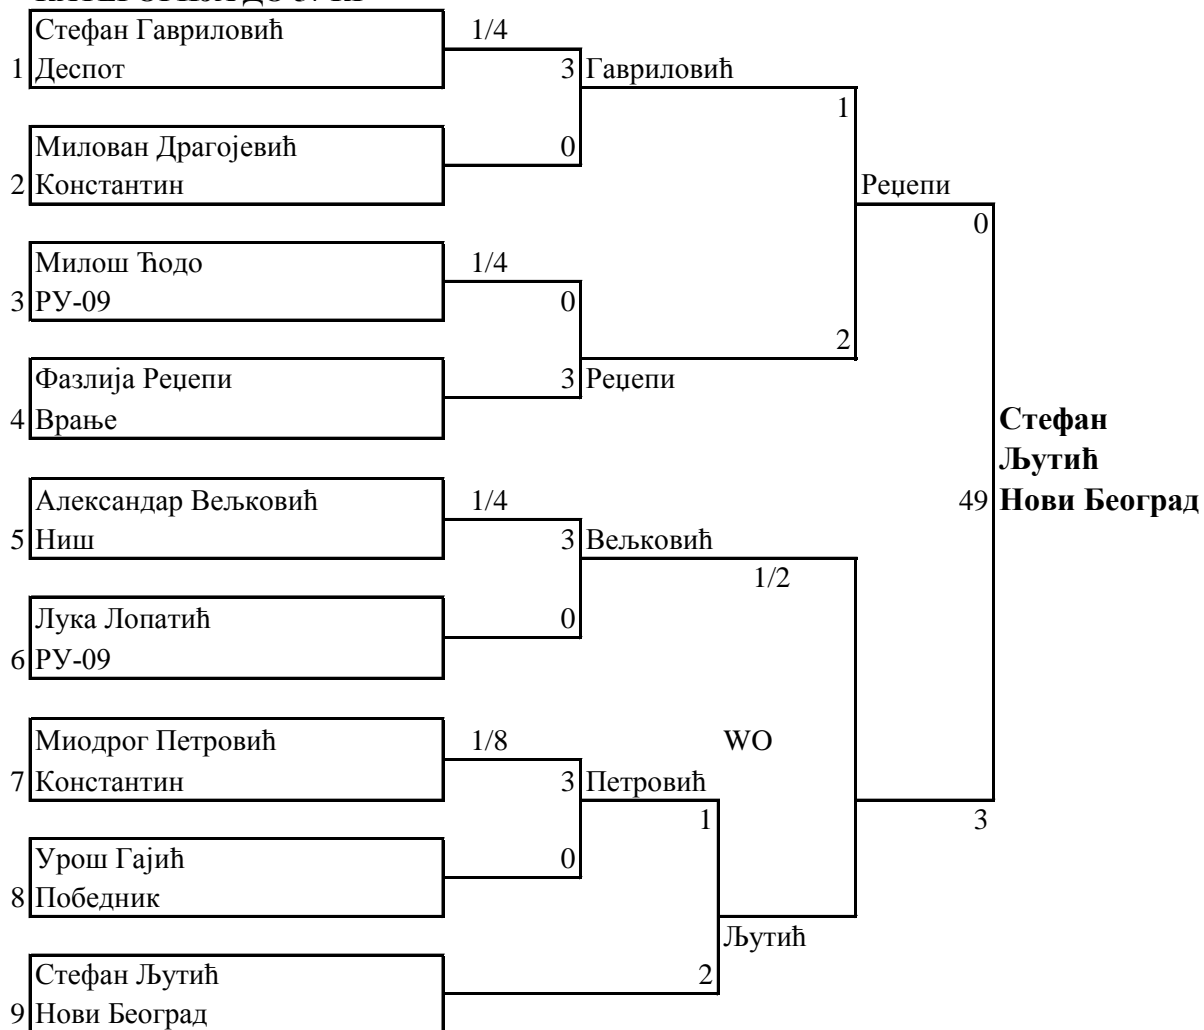 Стефан Гавриловић 1/4
1 Деспот 3 Гавриловић
1
Милован Драгојевић 0
2 Константин Реџепи
0
Милош Ћодо 1/4
3 РУ-09 0
2
Фазлија Реџепи 3 Реџепи
4 Врање
Стефан
Љутић
49 Нови Београд
Александар Вељковић 1/4
5 Ниш 3 Вељковић
1/2
Лука Лопатић 0
6 РУ-09
Миодрог Петровић 1/8 WO
7 Константин 3 Петровић
1 3
Урош Гајић 0
8 Победник
Љутић
Стефан Љутић 2
9 Нови Београд